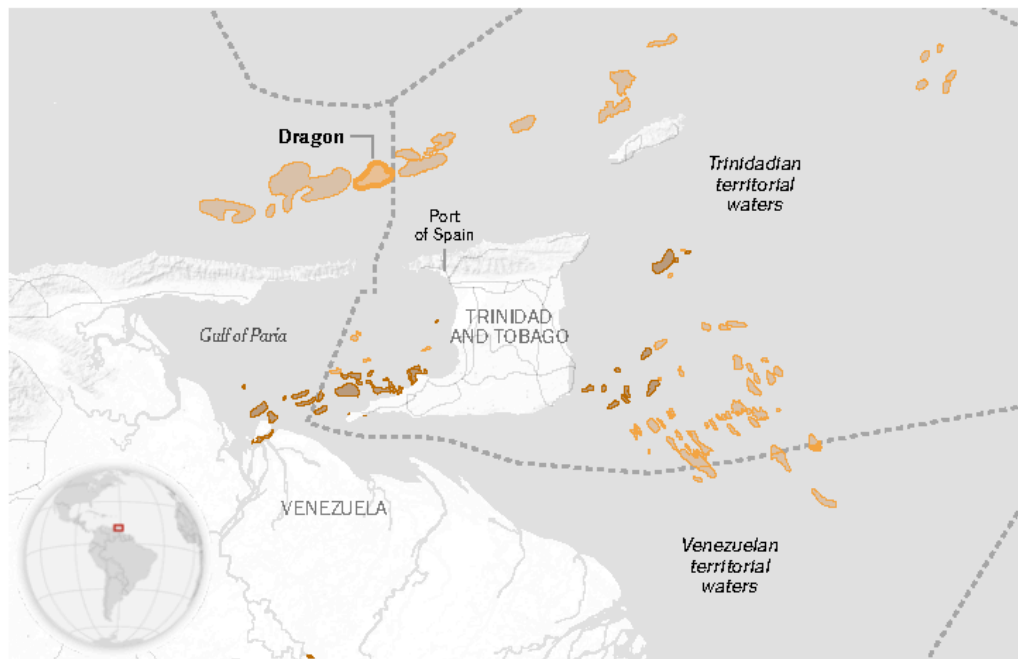 Dragon
Trinidadian
territorial
waters
Port
of Spain
Gulf of Paria
TRINIDAD
AND TOBAGO
VENEZUELA
Venezuelan
territorial
waters